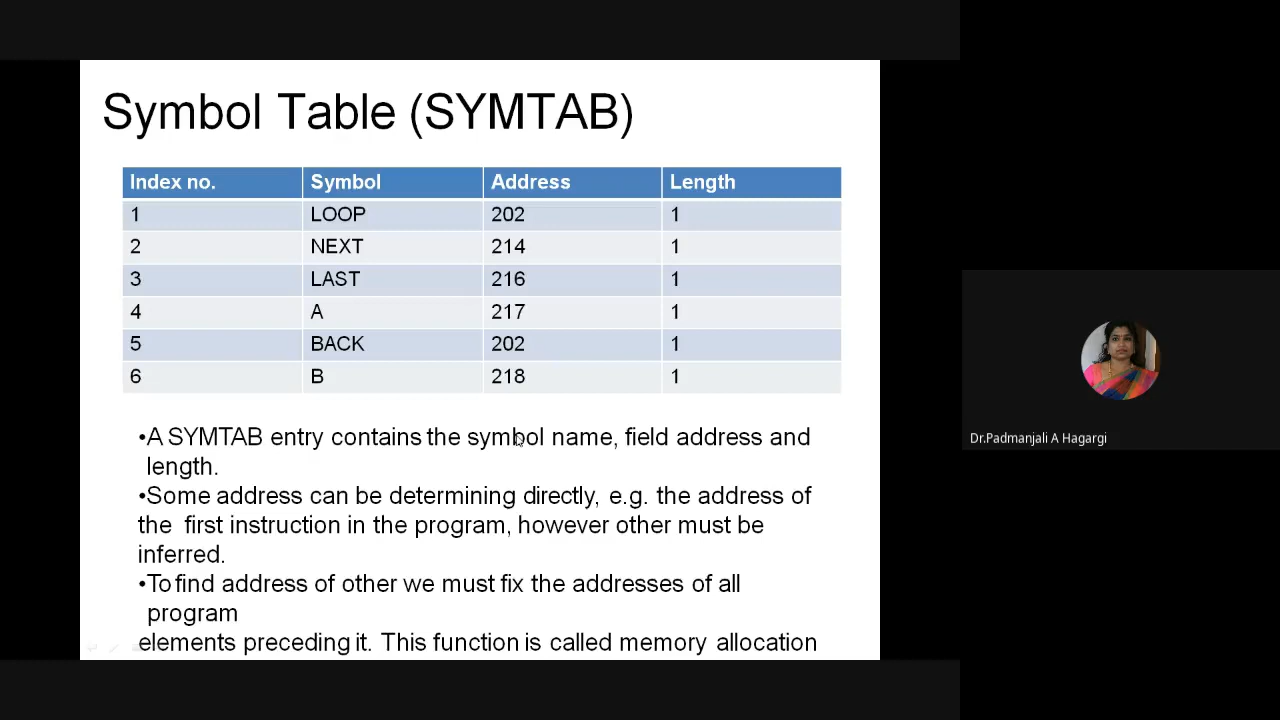 Symbol Table (SYMTAB)
Index no. Symbol Address Length
1 LOOP 202 1
2 NEXT 214 1
3 LAST 216 1
4 A 217 1
5 BACK 202 1
6 B 218 1
•A SYMTAB entry contains the symbol name, field address and
length.
•Some address can be determining directly, e.g. the address of
the first instruction in the program, however other must be
inferred.
•To find address of other we must fix the addresses of all
program
elements preceding it. This function is called memory allocation
Dr.Padmanjali A Hagargi